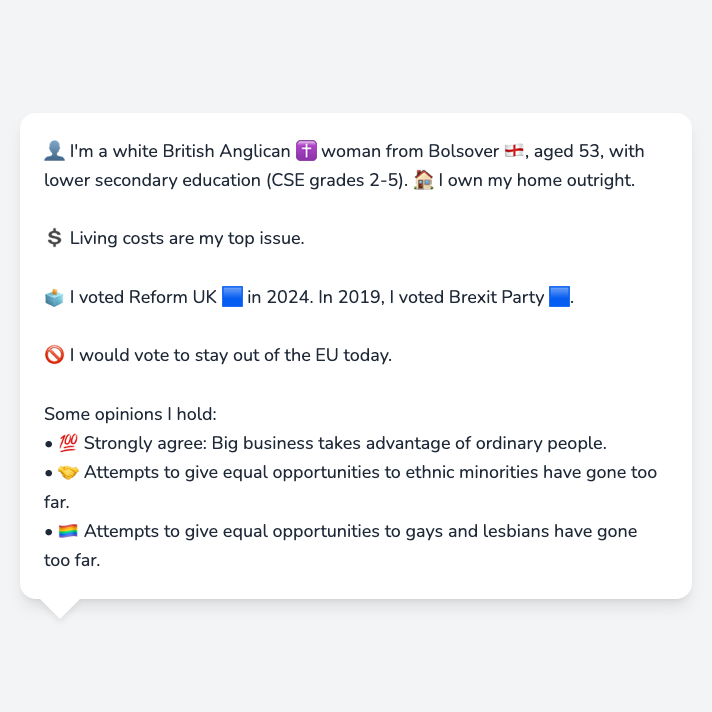 👤 I'm a white British Anglican ✝️ woman from Bolsover 🏴󠁧󠁢󠁥󠁮󠁧󠁿, aged 53, with
lower secondary education (CSE grades 2-5). 🏠 I own my home outright.
💲 Living costs are my top issue.
🗳️ I voted Reform UK 🟦 in 2024. In 2019, I voted Brexit Party 🟦.
🚫 I would vote to stay out of the EU today.
Some opinions I hold:
• 💯 Strongly agree: Big business takes advantage of ordinary people.
• 🤝 Attempts to give equal opportunities to ethnic minorities have gone too
far.
• 🏳️‍🌈 Attempts to give equal opportunities to gays and lesbians have gone
too far.